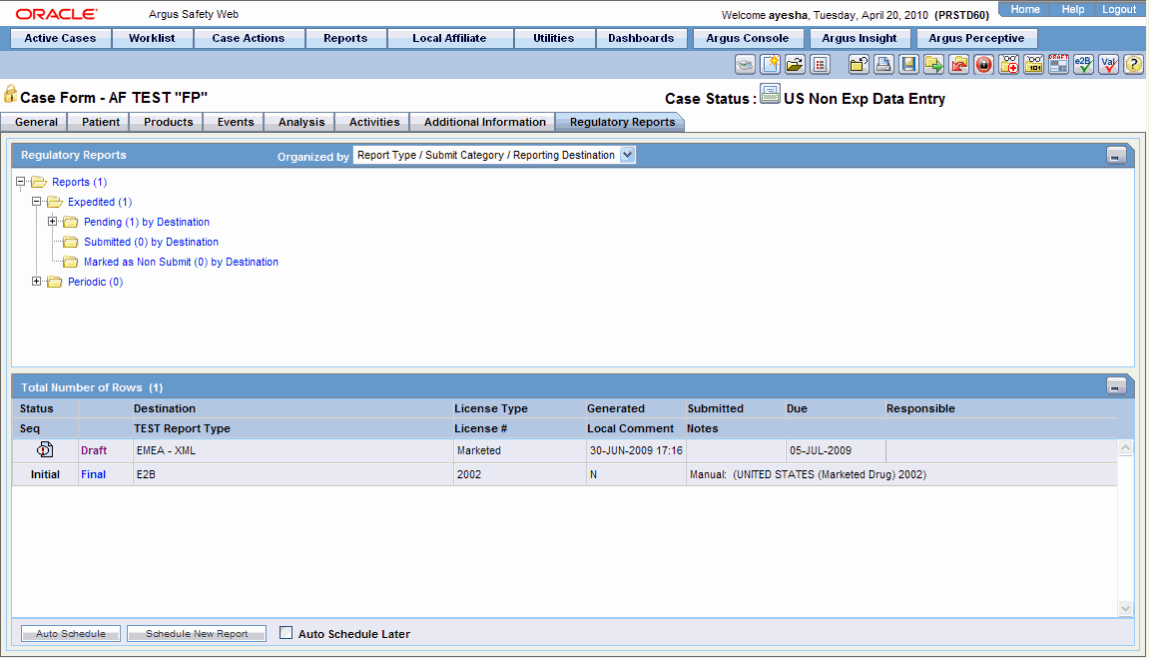 ORACLE Argus Safety Web Welcome ayesha, Tuesday, April 20, 2010 (PRSTD60) Home Help Logout
Active Cases Worklist Case Actions Reports Local Affiliate Utilities Dashboards Argus Console Argus Insight Argus Perceptive
DRAFT e2B Val ?
101
Case Form - AF TEST "FP" Case Status : US Non Exp Data Entry
General Patient Products Events Analysis Activities Additional Information Regulatory Reports
Regulatory Reports Organized by Report Type / Submit Category / Reporting Destination
Reports (1)
Expedited (1)
Pending (1) by Destination
Submitted (0) by Destination
Marked as Non Submit (0) by Destination
Periodic (0)
Total Number of Rows (1)
Status Destination License Type Generated Submitted Due Responsible
Seq TEST Report Type License # Local Comment Notes
Draft EMEA - XML Marketed 30-JUN-2009 17:16 05-JUL-2009
Initial Final E2B 2002 N Manual: (UNITED STATES (Marketed Drug) 2002)
Auto Schedule Schedule New Report Auto Schedule Later